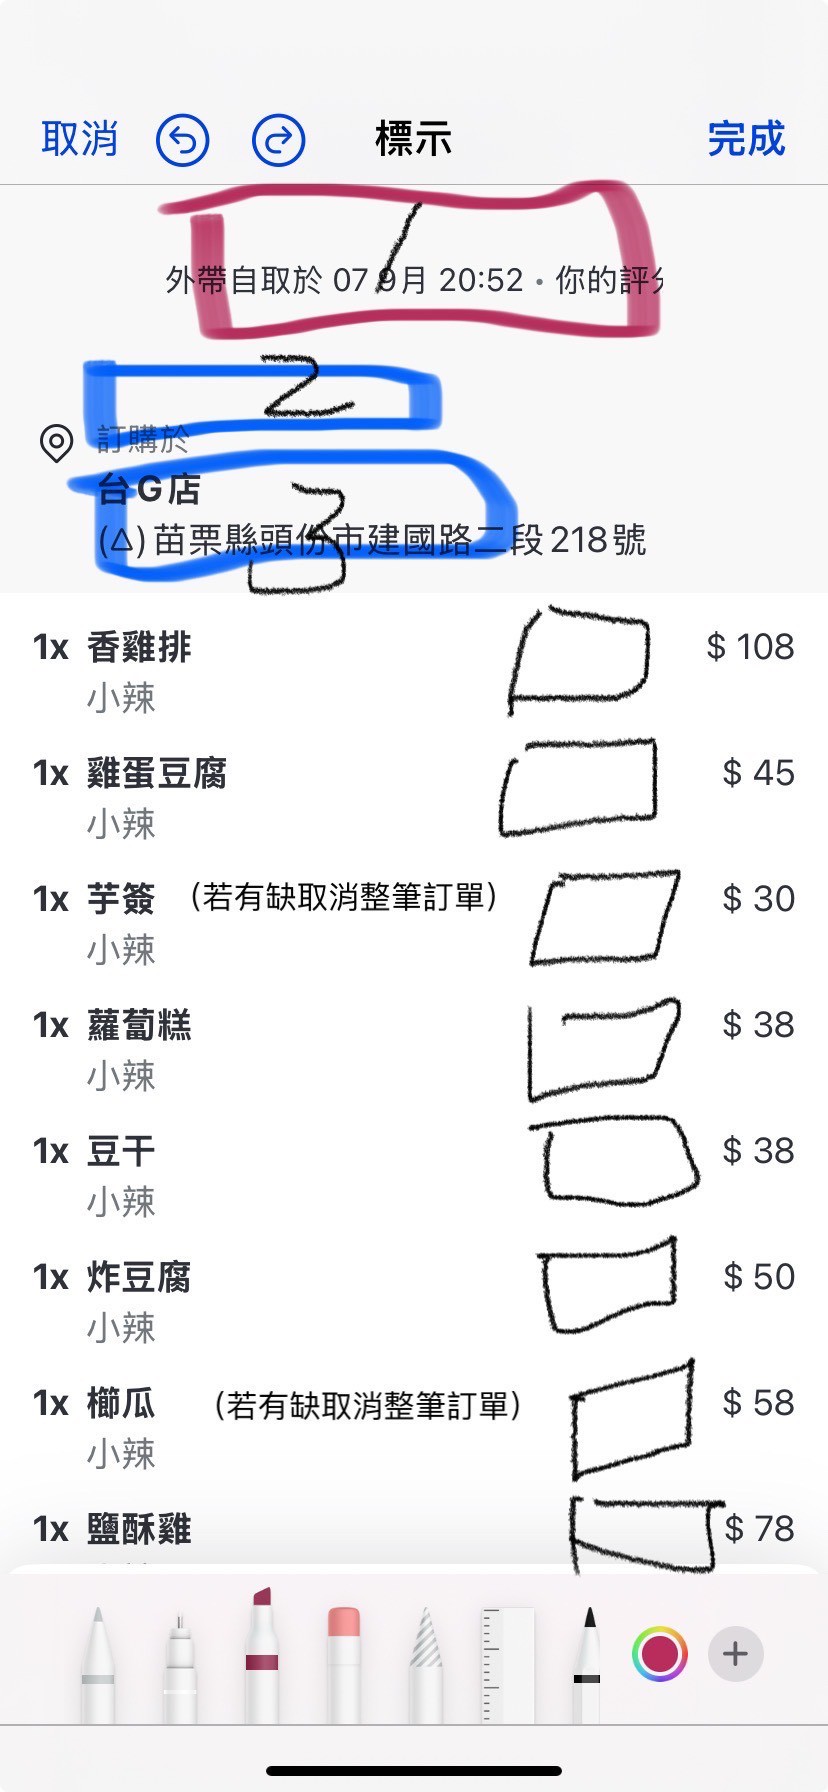 取消 標示 完成
1
外帶自取於 07 9月 20:52 • 你的評分
2
訂購於
台G店
3
(△) 苗栗縣頭份市建國路二段218號
1x 香雞排 $ 108
小辣
1x 雞蛋豆腐 $ 45
小辣
1x 芋簽 (若有缺取消整筆訂單) $ 30
小辣
1x 蘿蔔糕 $ 38
小辣
1x 豆干 $ 38
小辣
1x 炸豆腐 $ 50
小辣
1x 櫛瓜 (若有缺取消整筆訂單) $ 58
小辣
1x 鹽酥雞 $ 78